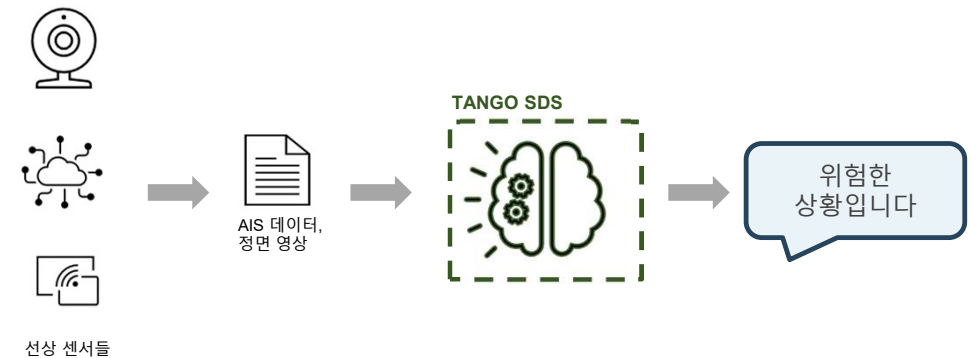 TANGO SDS
위험한
상황입니다
AIS 데이터,
정면 영상
선상 센서들